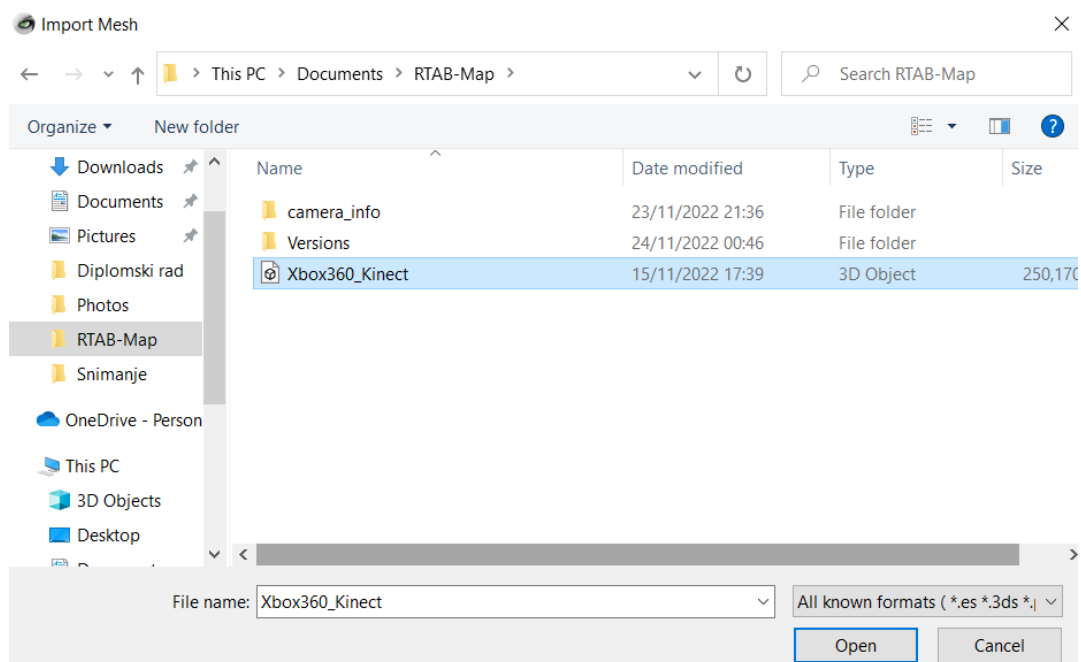 Import Mesh
This PC > Documents > RTAB-Map >
Search RTAB-Map
Organize New folder
?
Name Date modified Type Size
Downloads
Documents
Pictures
Diplomski rad
Photos
RTAB-Map
Snimanje
OneDrive - Person
This PC
3D Objects
Desktop
camera_info 23/11/2022 21:36 File folder
Versions 24/11/2022 00:46 File folder
Xbox360_Kinect 15/11/2022 17:39 3D Object 250,170
File name: Xbox360_Kinect All known formats ( *.es *.3ds *.
Open Cancel